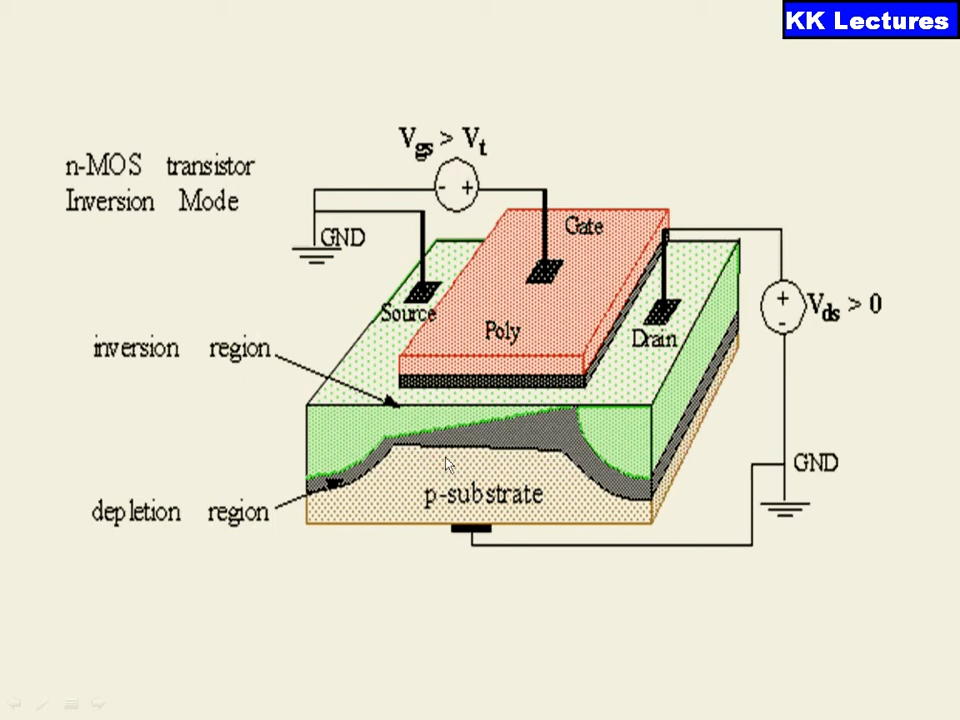 KK Lectures
Vgs > Vt
n-MOS transistor
Inversion Mode
GND
Gate
Source
Poly
Drain
Vds > 0
inversion region
GND
p-substrate
depletion region
+
-
- +